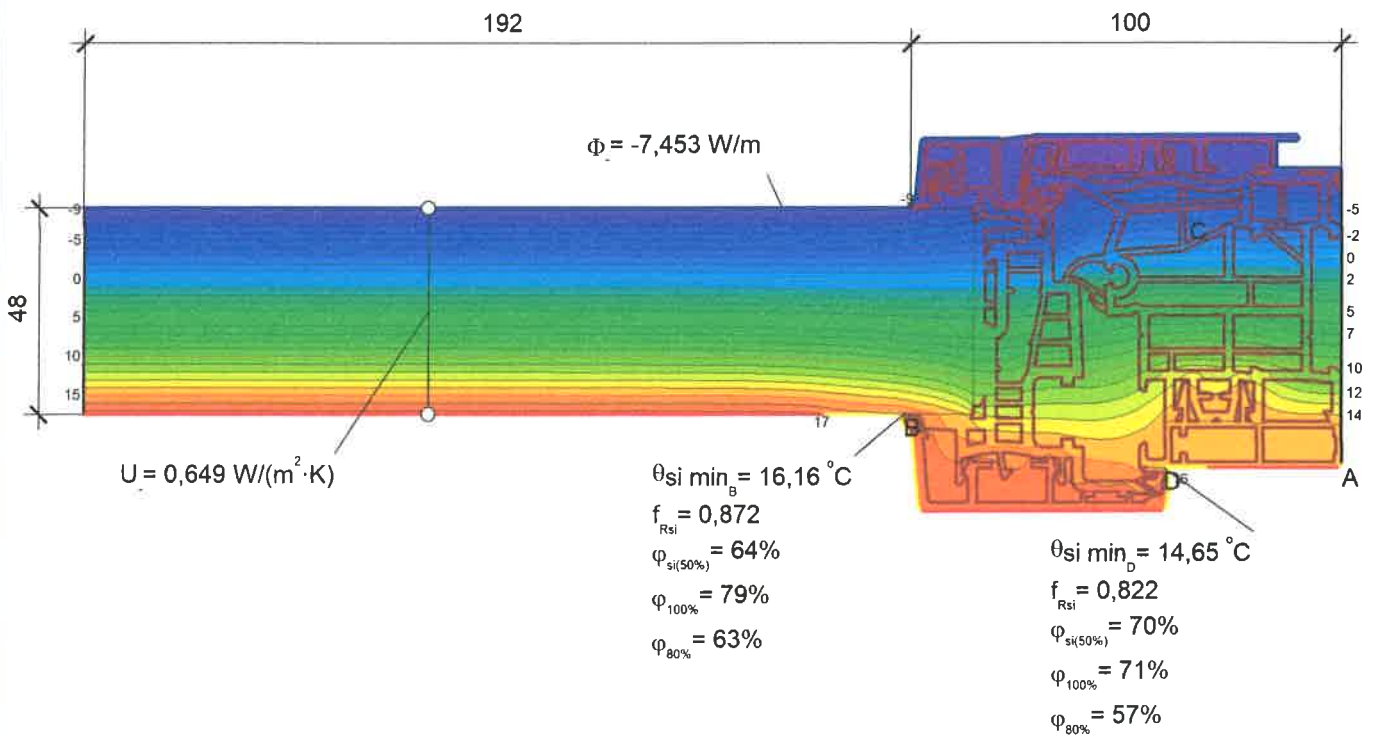 192
100
Φ = -7,453 W/m
48
-9
-5
0
5
10
15
-9
-5
-2
0
2
5
7
10
12
14
C
17
B
D
A
U = 0,649 W/(m²·K)
θsi min_B = 16,16 °C
f_Rsi = 0,872
φ_si(50%) = 64%
φ_100% = 79%
φ_80% = 63%
θsi min_D = 14,65 °C
f_Rsi = 0,822
φ_si(50%) = 70%
φ_100% = 71%
φ_80% = 57%